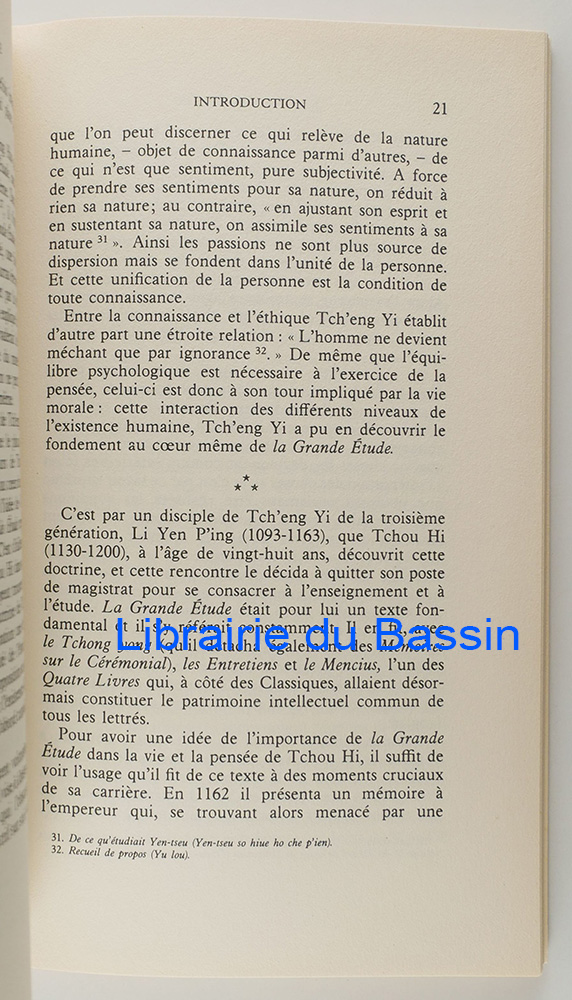 INTRODUCTION 21
que l'on peut discerner ce qui relève de la nature
humaine, – objet de connaissance parmi d'autres, – de
ce qui n'est que sentiment, pure subjectivité. A force
de prendre ses sentiments pour sa nature, on réduit à
rien sa nature; au contraire, « en ajustant son esprit et
en sustentant sa nature, on assimile ses sentiments à sa
nature 31 ». Ainsi les passions ne sont plus source de
dispersion mais se fondent dans l'unité de la personne.
Et cette unification de la personne est la condition de
toute connaissance.
Entre la connaissance et l'éthique Tch'eng Yi établit
d'autre part une étroite relation : « L'homme ne devient
méchant que par ignorance 32. » De même que l'équi-
libre psychologique est nécessaire à l'exercice de la
pensée, celui-ci est donc à son tour impliqué par la vie
morale : cette interaction des différents niveaux de
l'existence humaine, Tch'eng Yi a pu en découvrir le
fondement au cœur même de la Grande Étude.
C'est par un disciple de Tch'eng Yi de la troisième
génération, Li Yen P'ing (1093-1163), que Tchou Hi
(1130-1200), à l'âge de vingt-huit ans, découvrit cette
doctrine, et cette rencontre le décida à quitter son poste
de magistrat pour se consacrer à l'enseignement et à
l'étude. La Grande Étude était pour lui un texte fon-
damental et il s'y référait constamment. Il en avec
Librairie du Bassin
le Tchong qu'il détacha également des Mémoires
sur le Cérémonial), les Entretiens et le Mencius, l'un des
Quatre Livres qui, à côté des Classiques, allaient désor-
mais constituer le patrimoine intellectuel commun de
tous les lettrés.
Pour avoir une idée de l'importance de la Grande
Étude dans la vie et la pensée de Tchou Hi, il suffit de
voir l'usage qu'il fit de ce texte à des moments cruciaux
de sa carrière. En 1162 il présenta un mémoire à
l'empereur qui, se trouvant alors menacé par une
31. De ce qu'étudiait Yen-tseu (Yen-tseu so hiue ho che p'ien).
32. Recueil de propos (Yu lou).